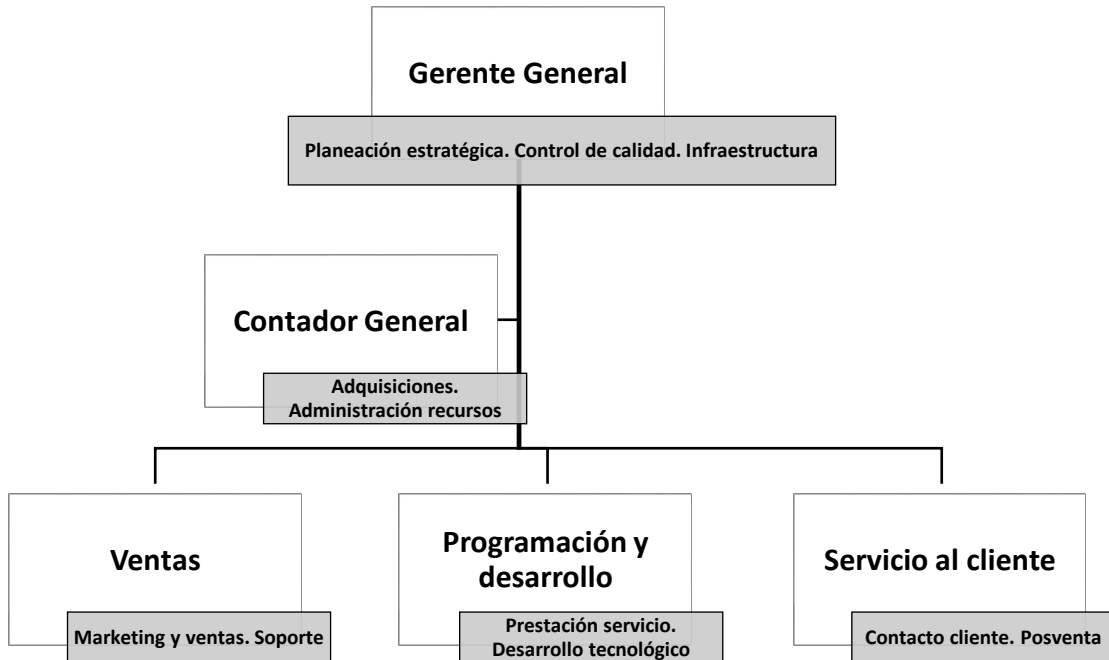 Gerente General
Planeación estratégica. Control de calidad. Infraestructura
Contador General
Adquisiciones.
Administración recursos
Ventas
Marketing y ventas. Soporte
Programación y
desarrollo
Prestación servicio.
Desarrollo tecnológico
Servicio al cliente
Contacto cliente. Posventa